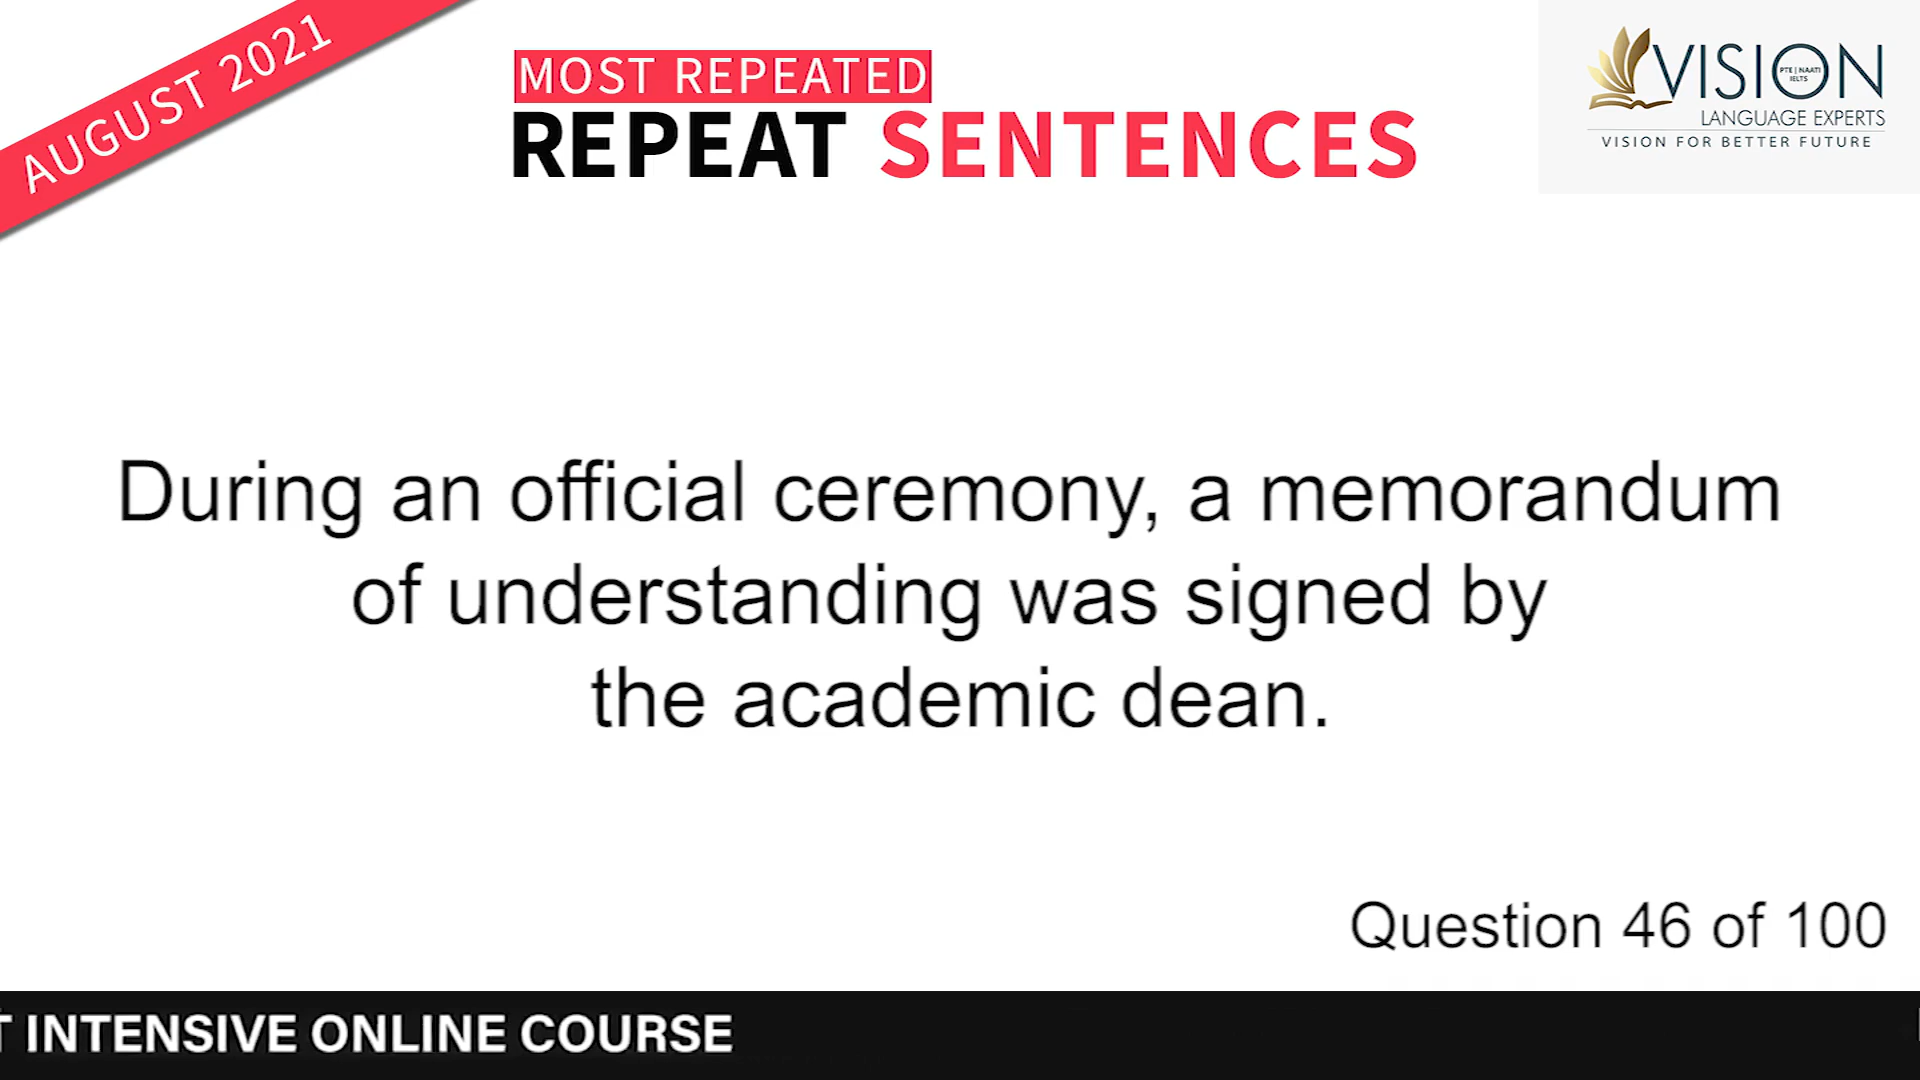 AUGUST 2021
MOST REPEATED
REPEAT SENTENCES
VISION
PTE | NAATI
IELTS
LANGUAGE EXPERTS
VISION FOR BETTER FUTURE
During an official ceremony, a memorandum
of understanding was signed by
the academic dean.
Question 46 of 100
INTENSIVE ONLINE COURSE